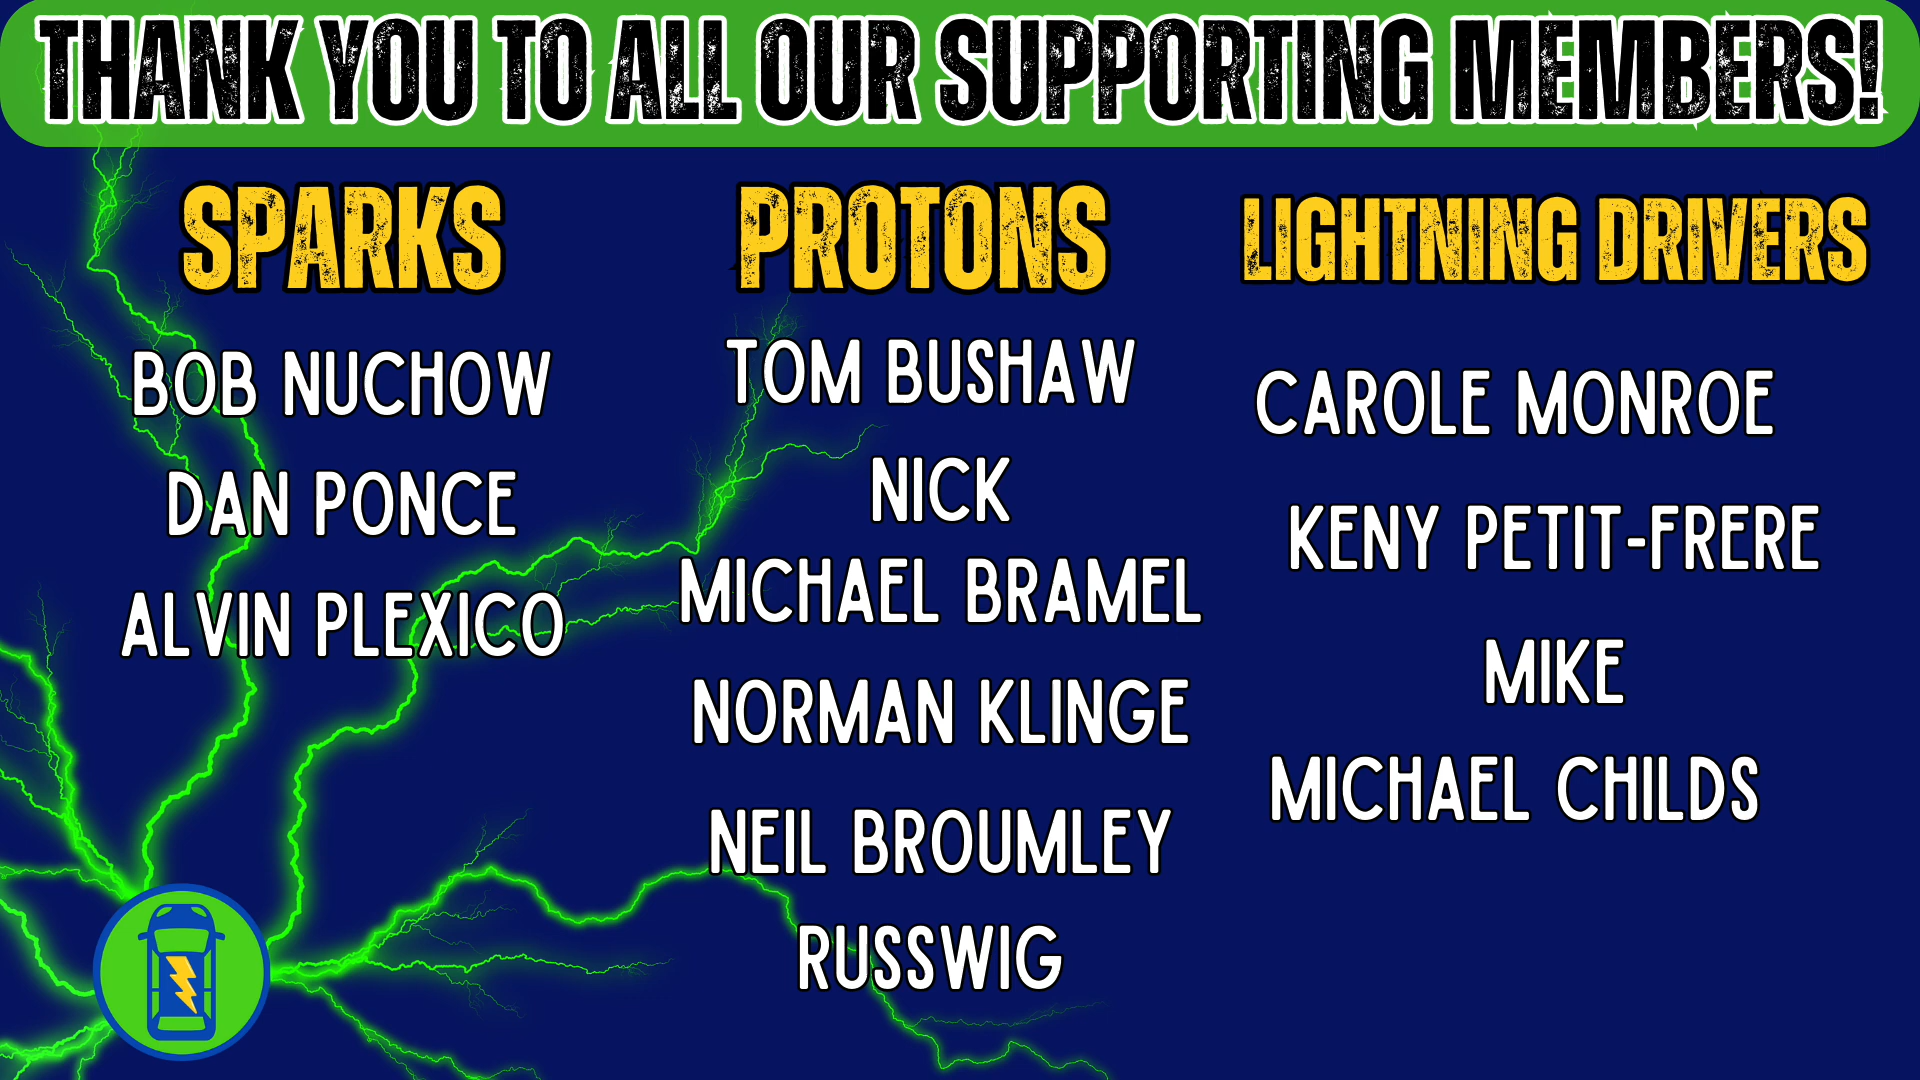 THANK YOU TO ALL OUR SUPPORTING MEMBERS!
SPARKS
BOB NUCHOW
DAN PONCE
ALVIN PLEXICO
PROTONS
TOM BUSHAW
NICK
MICHAEL BRAMEL
NORMAN KLINGE
NEIL BROUMLEY
RUSSWIG
LIGHTNING DRIVERS
CAROLE MONROE
KENY PETIT-FRERE
MIKE
MICHAEL CHILDS